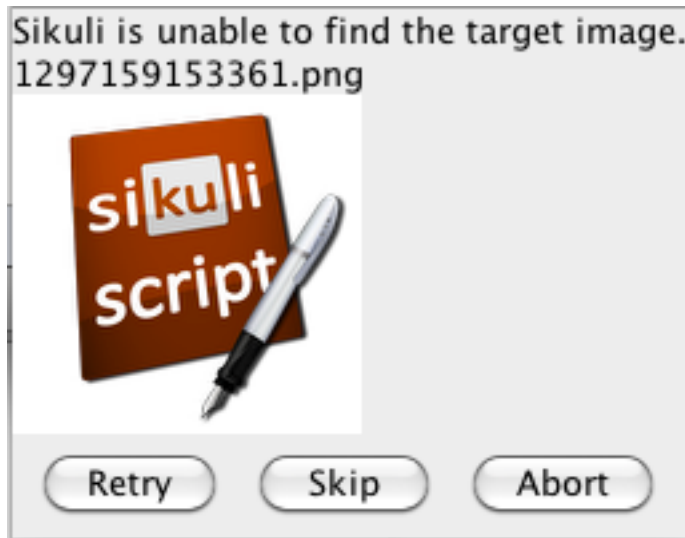 Sikuli is unable to find the target image.
1297159153361.png
sikuli
script
Retry Skip Abort